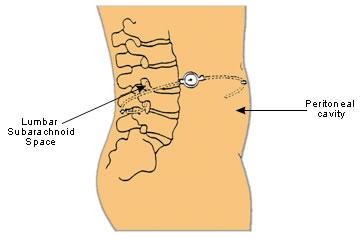 Lumbar
Subarachnoid
Space
Peritoneal
cavity